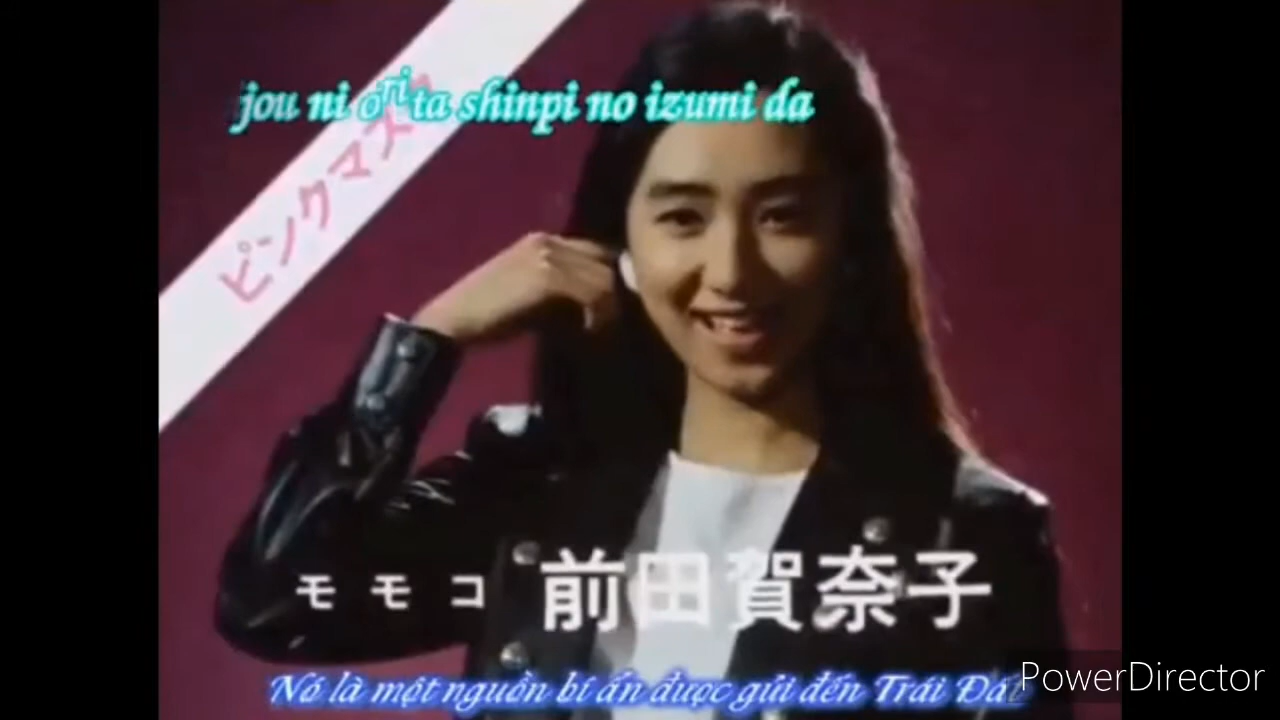 jou ni orita shinpi no izumi da
ピンクマスク
モモコ 前田賀奈子
Nó là một nguồn bí ẩn được gửi đến Trái Đất
PowerDirector